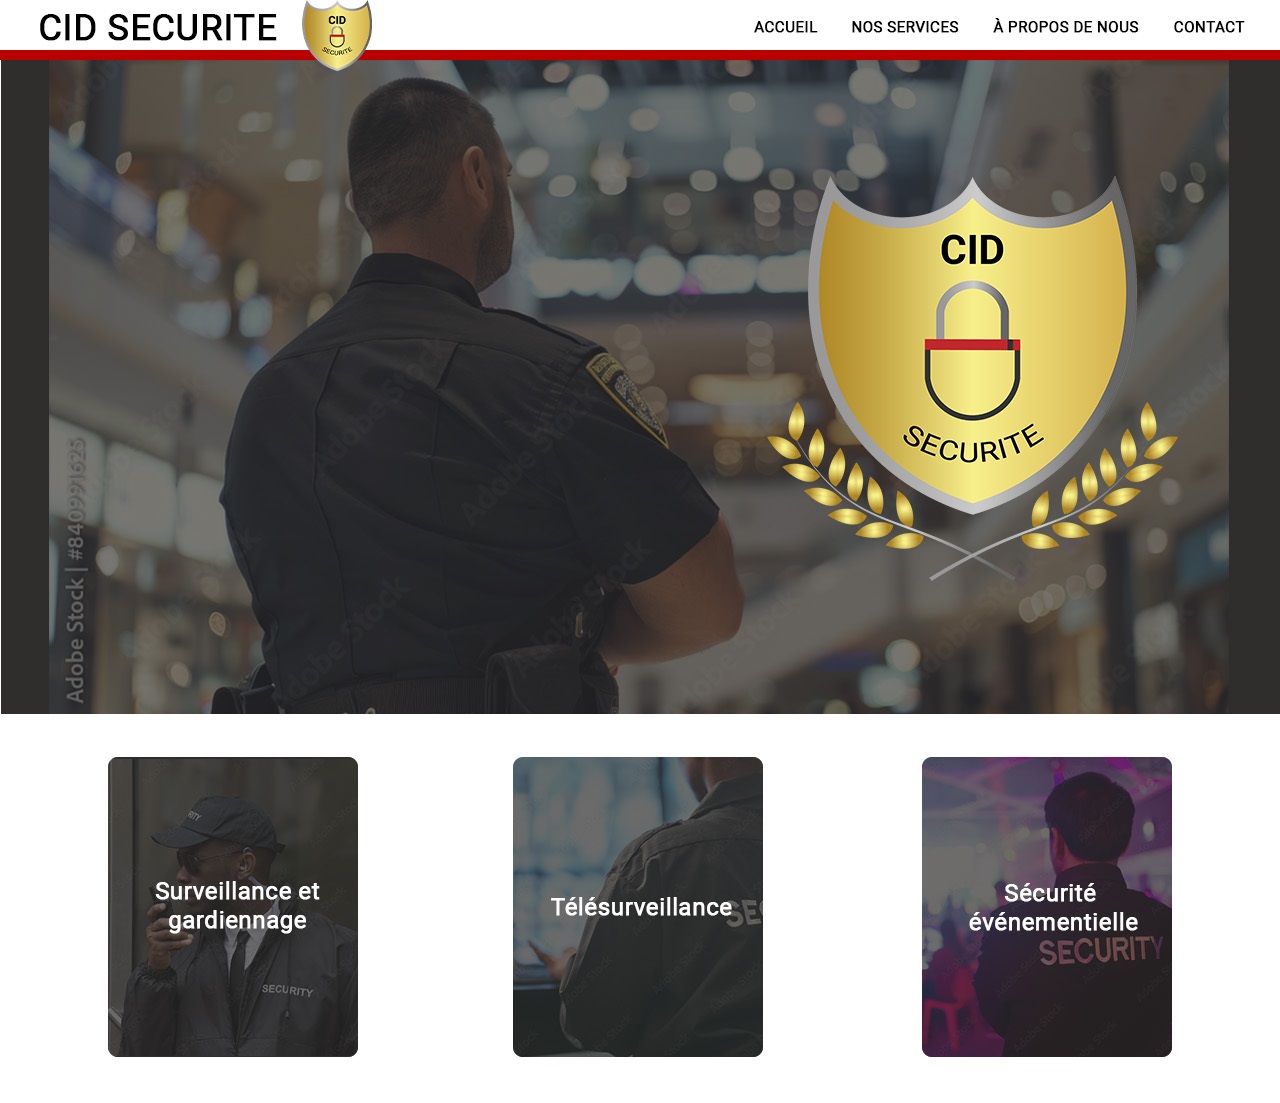 CID SECURITE
CID
SECURITE
ACCUEIL
NOS SERVICES
À PROPOS DE NOUS
CONTACT
CID
SECURITE
Adobe Stock | #840991625
Surveillance et
gardiennage
SECURITY
Télésurveillance
SEC
Sécurité
événementielle
SECURITY